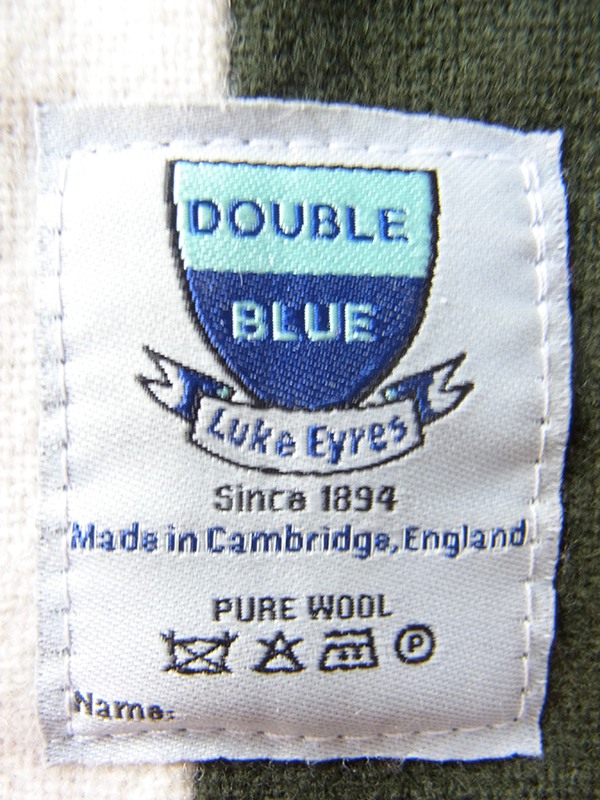 DOUBLE
BLUE
Luke Eyres
Since 1894
Made in Cambridge, England
PURE WOOL
P
Name: